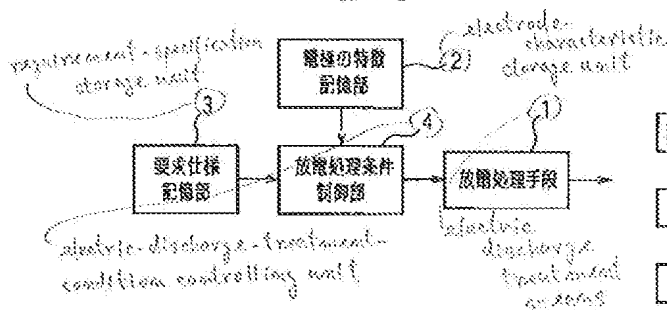 electrode-
characteristic
storage unit
②
電極の特徴
記憶部
requirement-specification
storage unit
③
④
①
要求仕様
記憶部
放電処理条件
制御部
放電処理手段
electric-discharge-treatment-
condition controlling unit
electric
discharge
treatment
means